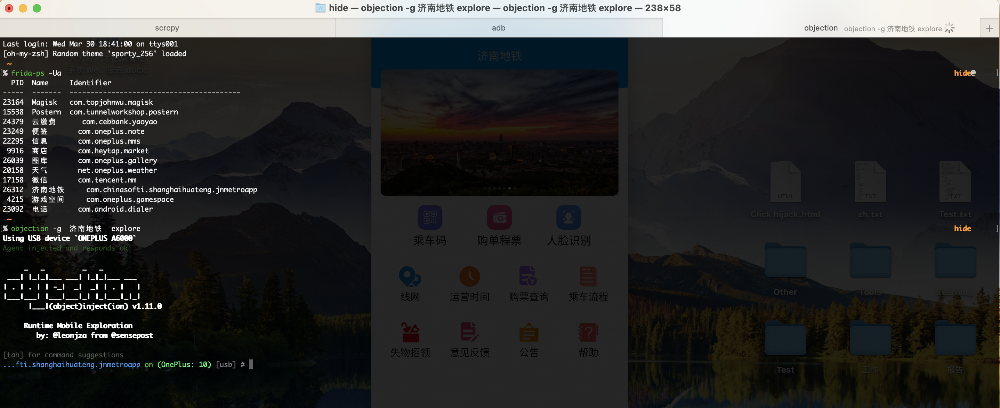 hide — objection -g 济南地铁 explore — objection -g 济南地铁 explore — 238×58
scrcpy
adb
objection objection -g 济南地铁 explore
Last login: Wed Mar 30 18:41:00 on ttys001
[oh-my-zsh] Random theme 'sporty_256' loaded
~
[% frida-ps -Ua hide@ ]
PID Name Identifier
----- ------- -----------------------------------------
23164 Magisk com.topjohnwu.magisk
15538 Postern com.tunnelworkshop.postern
24379 云缴费 com.cebbank.yaoyao
23249 便签 com.oneplus.note
22295 信息 com.oneplus.mms
9916 商店 com.heytap.market
26039 图库 com.oneplus.gallery
20158 天气 net.oneplus.weather
17158 微信 com.tencent.mm
26312 济南地铁 com.chinasofti.shanghaihuateng.jnmetroapp
4215 游戏空间 com.oneplus.gamespace
23092 电话 com.android.dialer
~
[% objection -g 济南地铁 explore hide ]
Using USB device `ONEPLUS A6000`
Agent injected and responds ok!
|___|(object)inject(ion) v1.11.0
Runtime Mobile Exploration
by: @leonjza from @sensepost
[tab] for command suggestions
...fti.shanghaihuateng.jnmetroapp on (OnePlus: 10) [usb] #
系统 We...报告.docx
济南地铁
乘车码 购单程票 人脸识别
线网 运营时间 购票查询 乘车流程
失物招领 意见反馈 公告 帮助
HTML TXT TXT
Click hijack.html zh.txt Test.txt
Other Tools Learning
Test 工作 报告